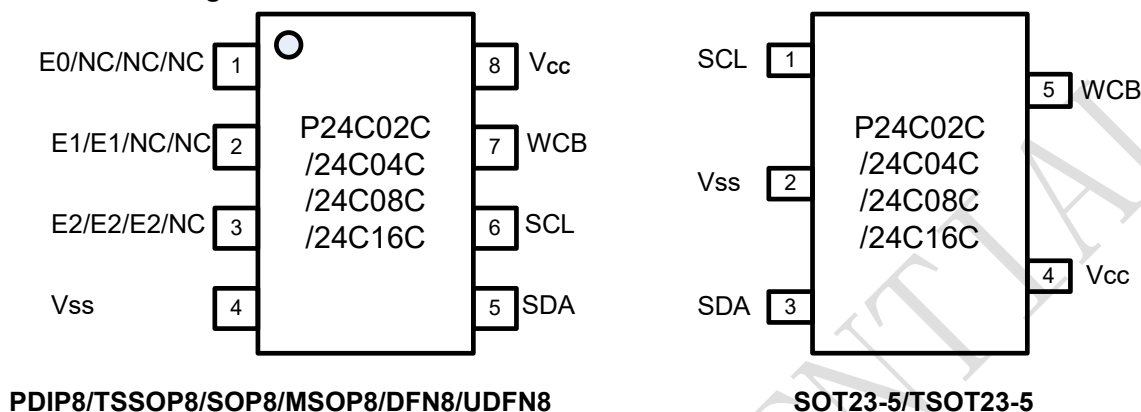 E0/NC/NC/NC 1 8 Vcc
E1/E1/NC/NC 2 7 WCB
E2/E2/E2/NC 3 6 SCL
Vss 4 5 SDA
P24C02C
/24C04C
/24C08C
/24C16C
PDIP8/TSSOP8/SOP8/MSOP8/DFN8/UDFN8
SCL 1
5 WCB
Vss 2
4 Vcc
SDA 3
P24C02C
/24C04C
/24C08C
/24C16C
SOT23-5/TSOT23-5